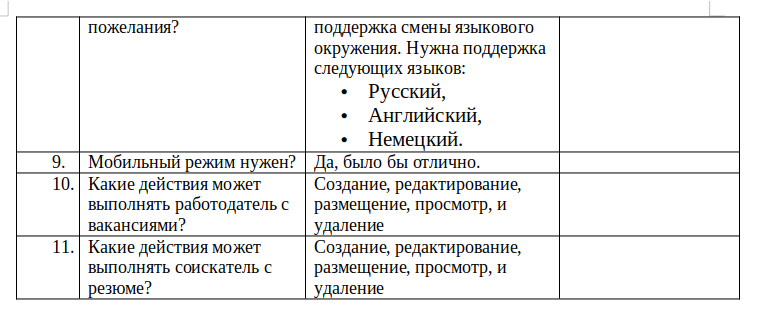 пожелания?
поддержка смены языкового
окружения. Нужна поддержка
следующих языков:
• Русский,
• Английский,
• Немецкий.
9. Мобильный режим нужен? Да, было бы отлично.
10. Какие действия может
выполнять работодатель с
вакансиями?
Создание, редактирование,
размещение, просмотр, и
удаление
11. Какие действия может
выполнять соискатель с
резюме?
Создание, редактирование,
размещение, просмотр, и
удаление